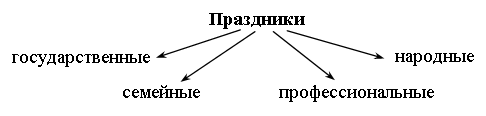 Праздники
государственные
народные
семейные
профессиональные